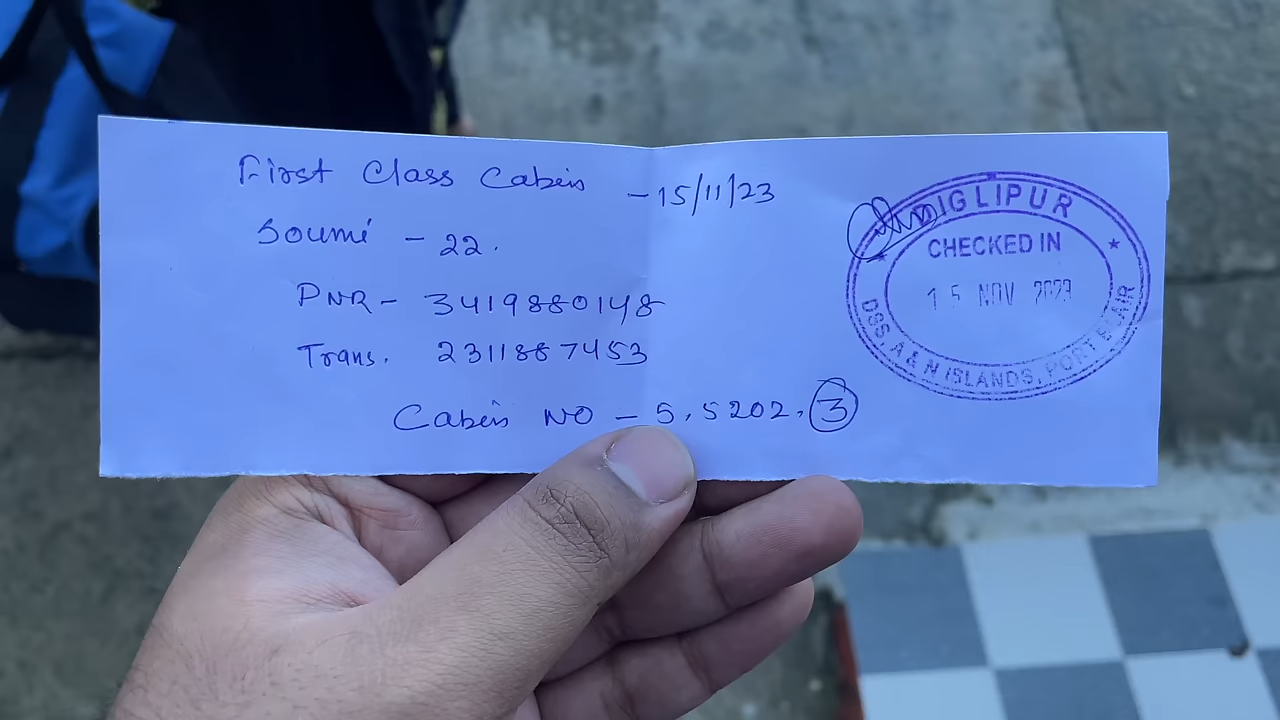 First Class Cabin - 15/11/23
Soumi - 22.
PNR - 3419880148
Trans. 2311887453
Cabin NO - 5, 5202. 3
DIGLIPUR
CHECKED IN
15 NOV 2023
DSS A & N ISLANDS, PORT BLAIR